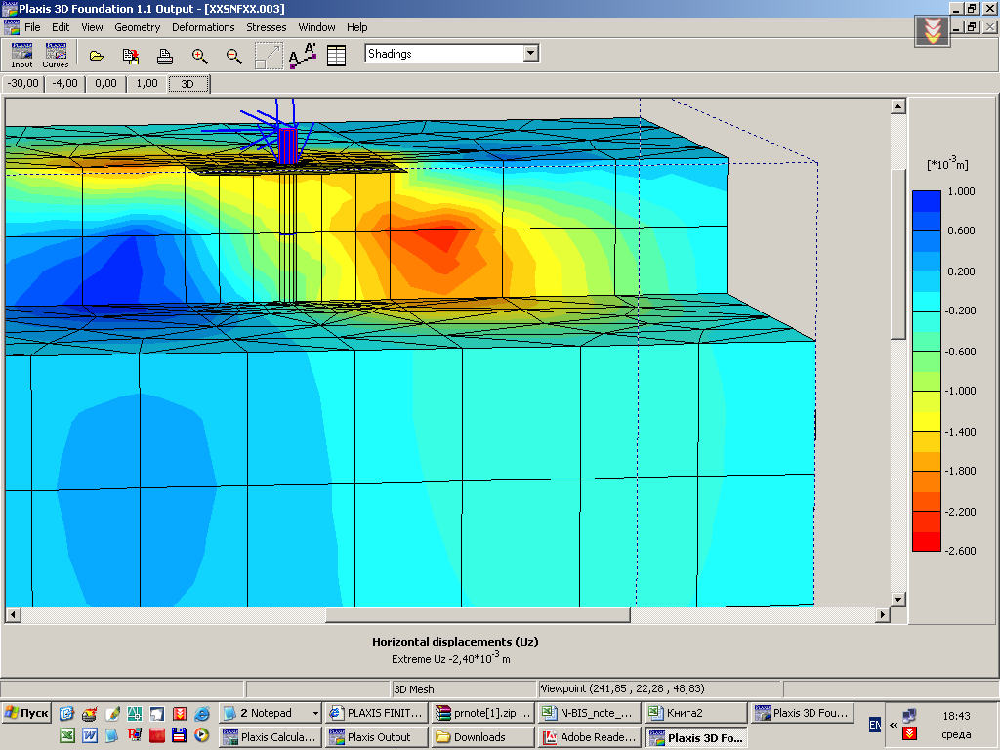 Plaxis 3D Foundation 1.1 Output - [XXSNFXX.003]
File Edit View Geometry Deformations Stresses Window Help
Input Curves A A' Shadings
-30,00 -4,00 0,00 1,00 3D
[*10-3m]
1.000
0.600
0.200
-0.200
-0.600
-1.000
-1.400
-1.800
-2.200
-2.600
Horizontal displacements (Uz)
Extreme Uz -2,40*10-3 m
3D Mesh Viewpoint (241,85 , 22,28 , 48,83)
Пуск 2 Notepad PLAXIS FINIT... prnote[1].zip ... N-BIS_note_... Книга2 Plaxis 3D Fou...
Plaxis Calcula... Plaxis Output Downloads Adobe Reade... Plaxis 3D Fo...
EN
18:43
среда